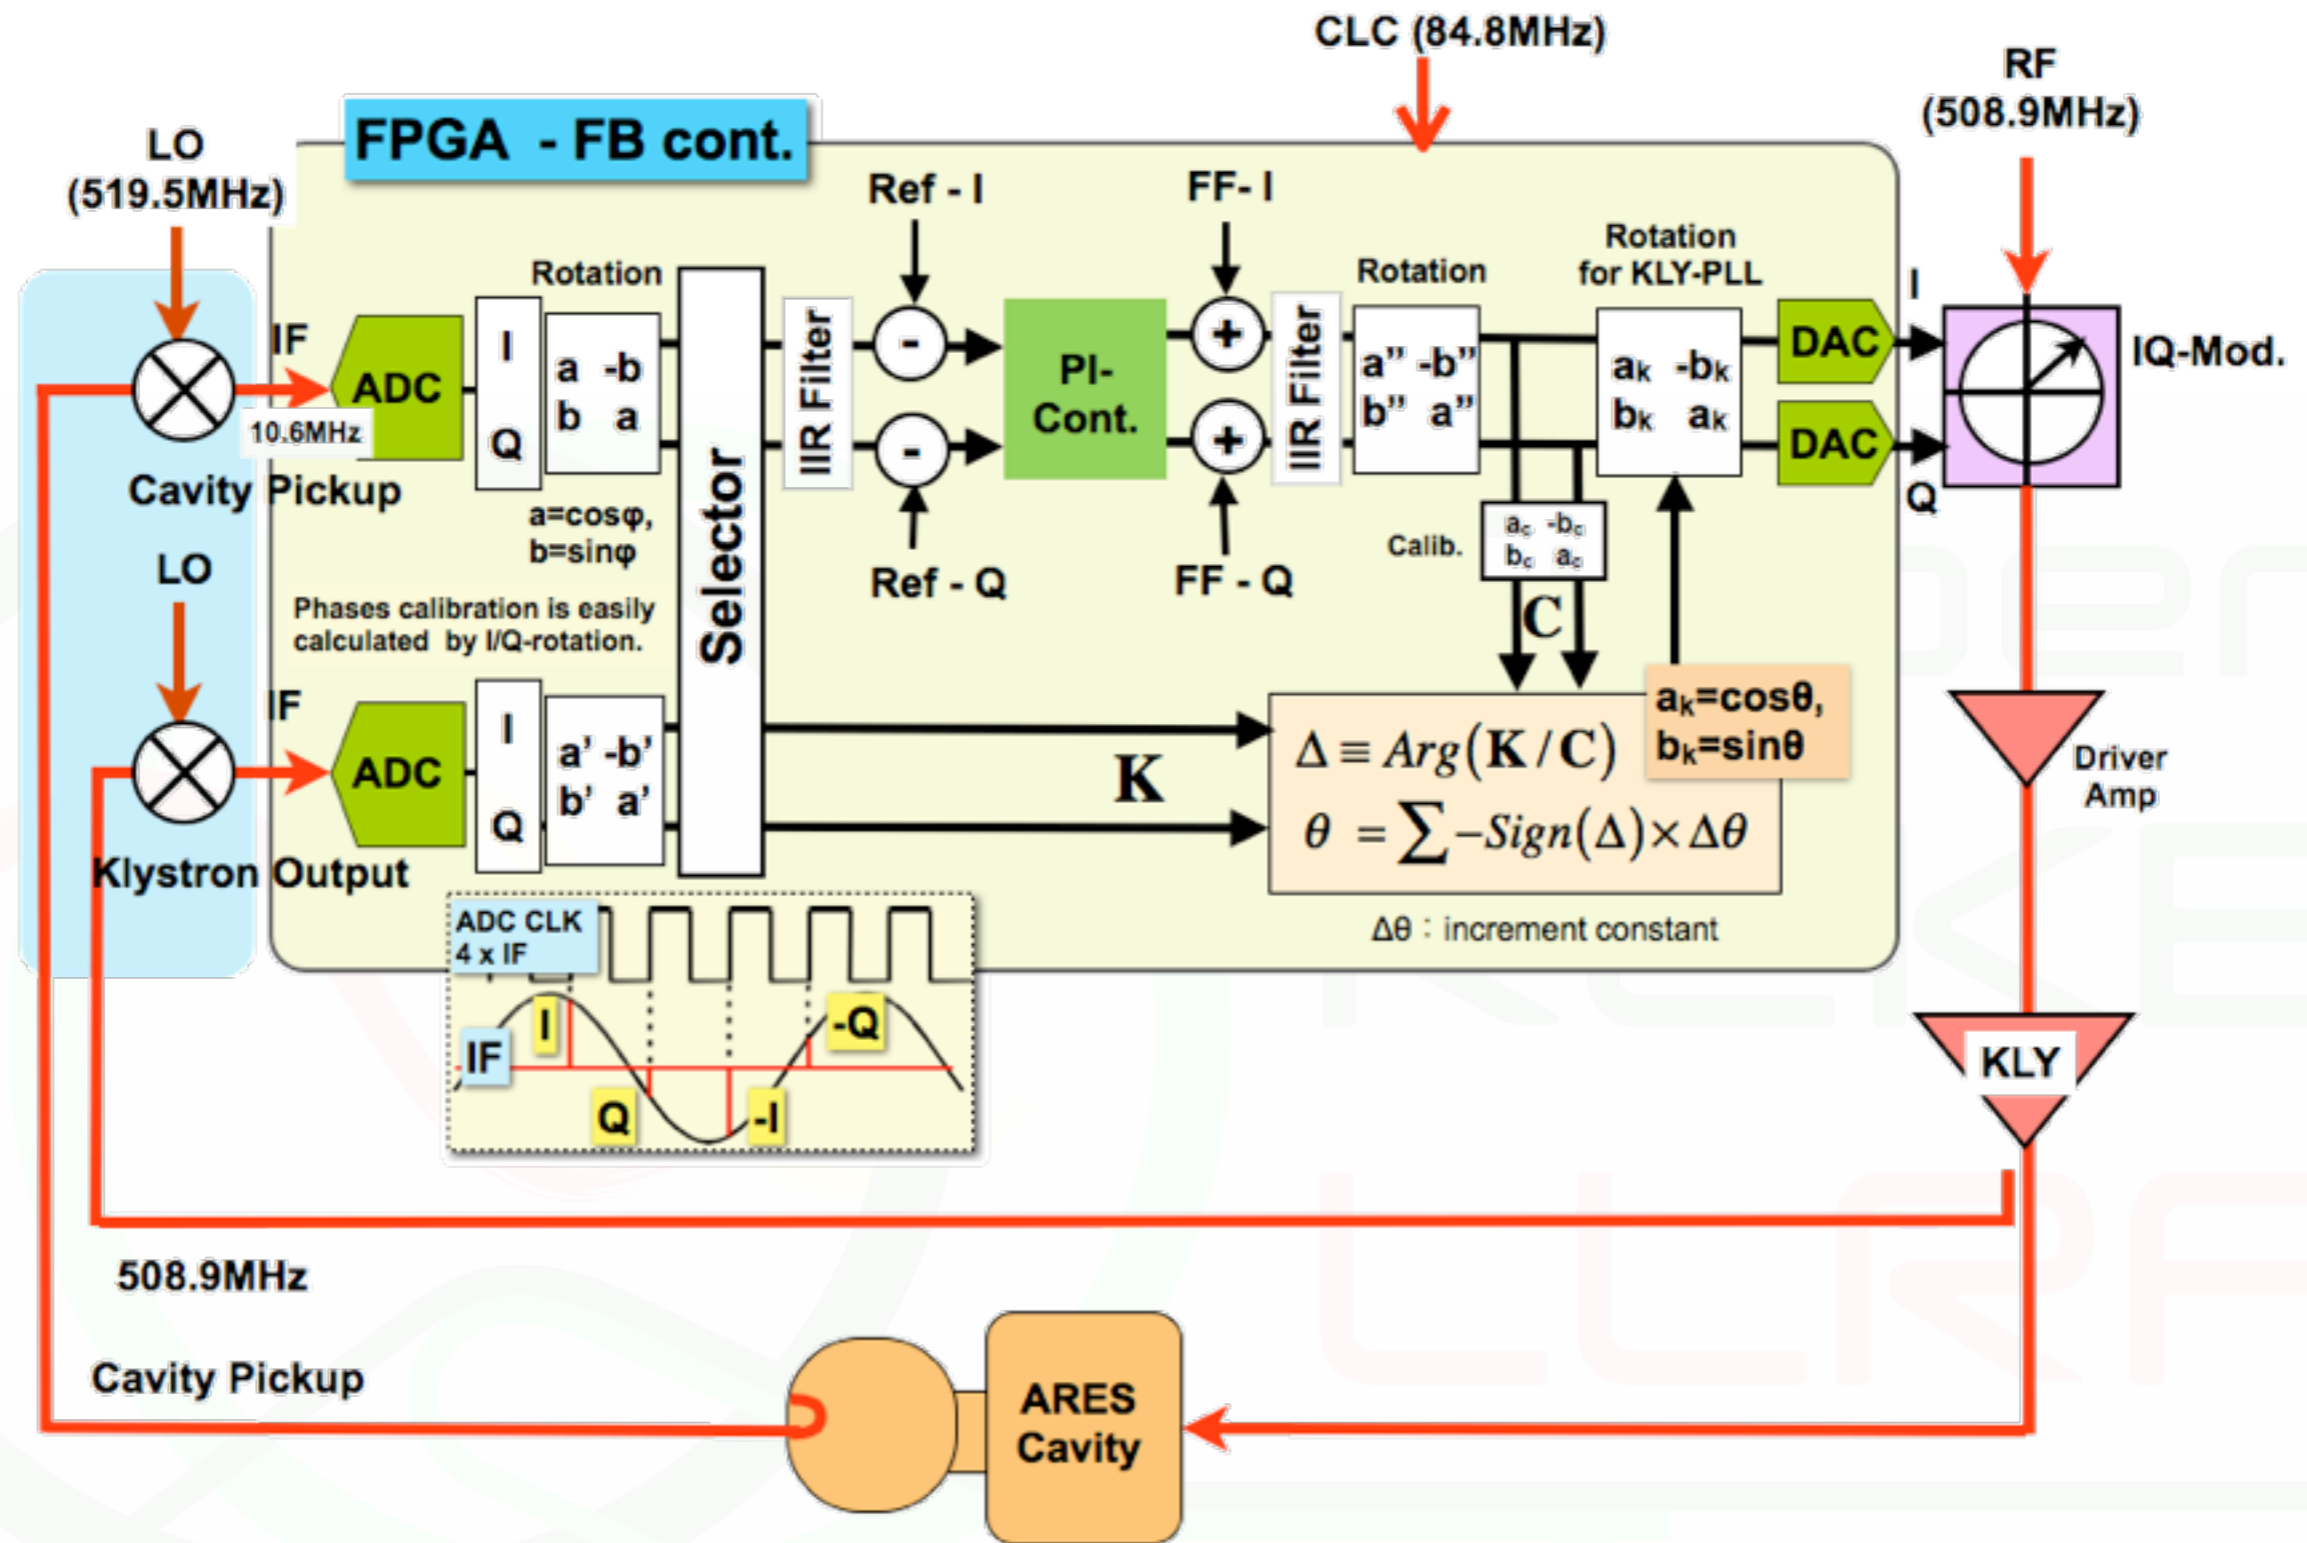 CLC (84.8MHz)
RF
(508.9MHz)
FPGA - FB cont.
LO
(519.5MHz)
Ref - I
FF- I
Rotation
for KLY-PLL
Rotation
Rotation
I
IF
ADC
I
Q
a -b
b a
Selector
IIR Filter
-
-
PI-
Cont.
+
+
IIR Filter
a” -b”
b” a”
aₖ -bₖ
bₖ aₖ
DAC
DAC
IQ-Mod.
10.6MHz
Cavity Pickup
Q
a=cosφ,
b=sinφ
Calib.
a꜀ -b꜀
b꜀ a꜀
LO
Ref - Q
FF - Q
C
Phases calibration is easily
calculated by I/Q-rotation.
IF
ADC
I
Q
a’ -b’
b’ a’
K
aₖ=cosθ,
bₖ=sinθ
Δ ≡ Arg(K / C)
θ = ∑ −Sign(Δ) × Δθ
Driver
Amp
Klystron Output
Δθ : increment constant
ADC CLK
4 x IF
I
-Q
IF
Q
-I
KLY
508.9MHz
Cavity Pickup
ARES
Cavity
KEK
LLRF